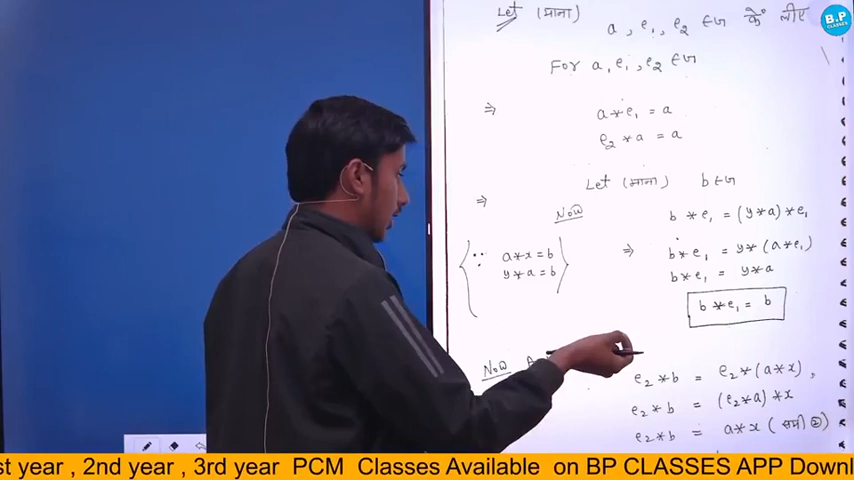 Let (माना) a, e₁, e₂ ∈ G के लीए
B.P
CLASSES
For a, e₁, e₂ ∈ G
⇒ a * e₁ = a
e₂ * a = a
⇒ Let (माना) b ∈ G
Now b * e₁ = (y * a) * e₁
{ ∵ a * x = b
y * a = b }
⇒ b * e₁ = y * (a * e₁)
b * e₁ = y * a
b * e₁ = b
Now
e₂ * b = e₂ * (a * x),
e₂ * b = (e₂ * a) * x
e₂ * b = a * x (समी ②)
st year , 2nd year , 3rd year PCM Classes Available on BP CLASSES APP Downl